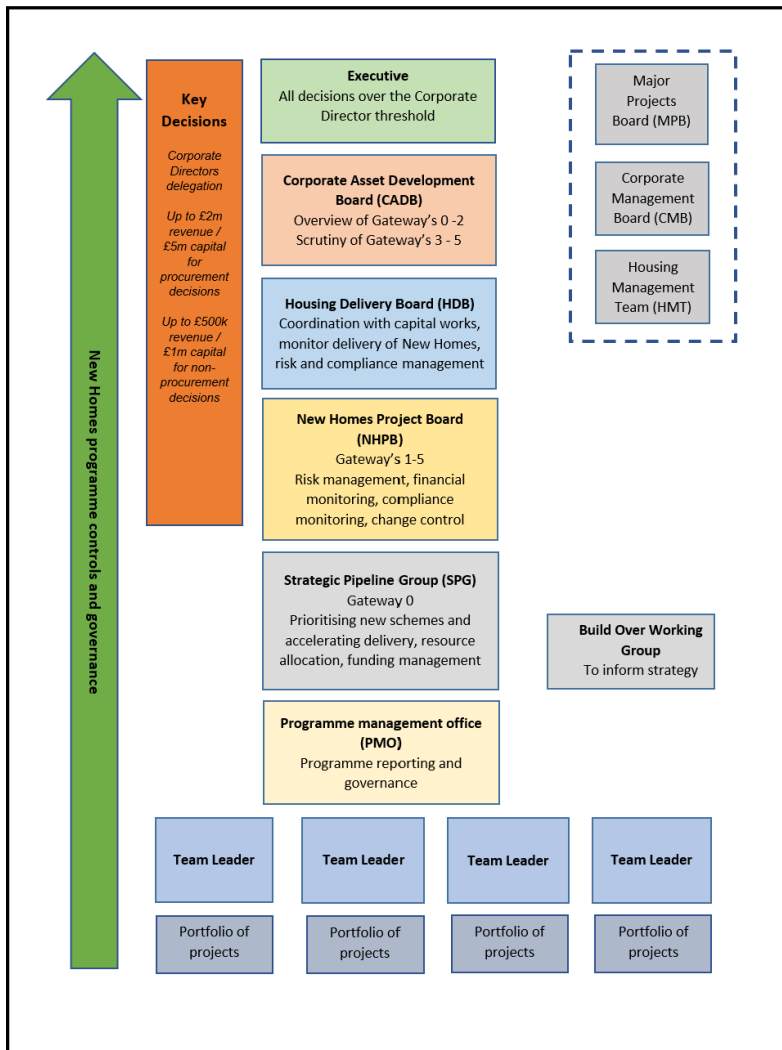 New Homes programme controls and governance
Key
Decisions
Corporate
Directors
delegation
Up to £2m
revenue /
£5m capital
for
procurement
decisions
Up to £500k
revenue /
£1m capital
for non-
procurement
decisions
Executive
All decisions over the Corporate
Director threshold
Corporate Asset Development
Board (CADB)
Overview of Gateway's 0 -2
Scrutiny of Gateway's 3 - 5
Housing Delivery Board (HDB)
Coordination with capital works,
monitor delivery of New Homes,
risk and compliance management
New Homes Project Board
(NHPB)
Gateway's 1-5
Risk management, financial
monitoring, compliance
monitoring, change control
Strategic Pipeline Group (SPG)
Gateway 0
Prioritising new schemes and
accelerating delivery, resource
allocation, funding management
Programme management office
(PMO)
Programme reporting and
governance
Major
Projects
Board (MPB)
Corporate
Management
Board (CMB)
Housing
Management
Team (HMT)
Build Over Working
Group
To inform strategy
Team Leader
Team Leader
Team Leader
Team Leader
Portfolio of
projects
Portfolio of
projects
Portfolio of
projects
Portfolio of
projects